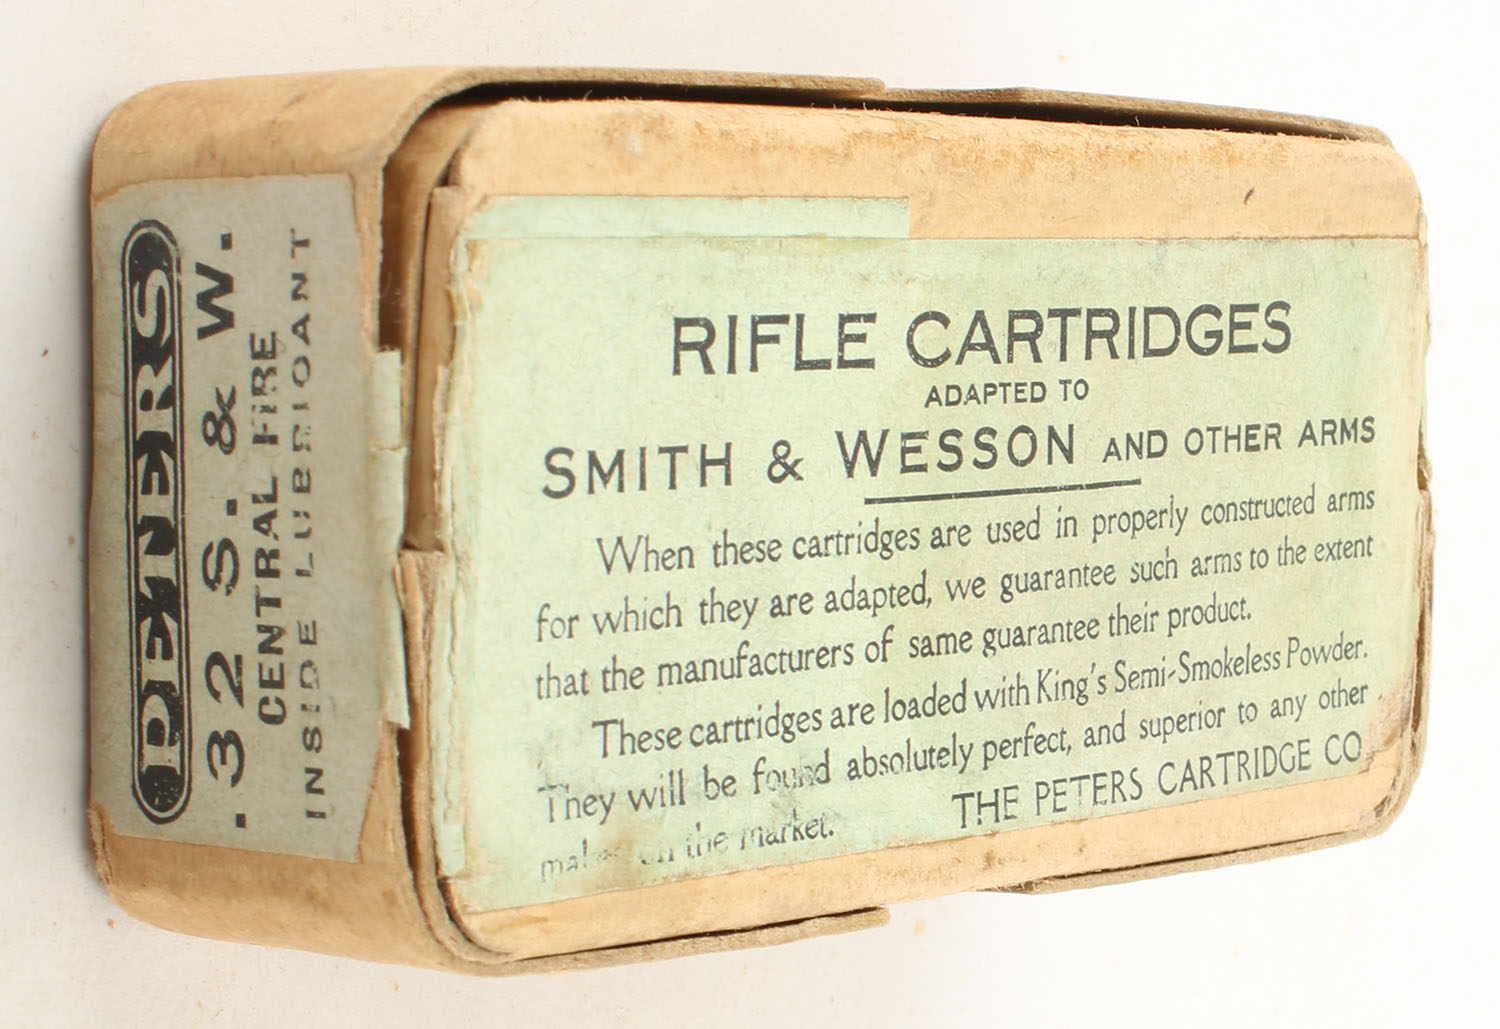 PETERS
.32 S. & W.
CENTRAL FIRE
INSIDE LUBRICANT
RIFLE CARTRIDGES
ADAPTED TO
SMITH & WESSON AND OTHER ARMS
When these cartridges are used in properly constructed arms
for which they are adapted, we guarantee such arms to the extent
that the manufacturers of same guarantee their product.
These cartridges are loaded with King's Semi-Smokeless Powder.
They will be found absolutely perfect, and superior to any other
the market.
THE PETERS CARTRIDGE CO.